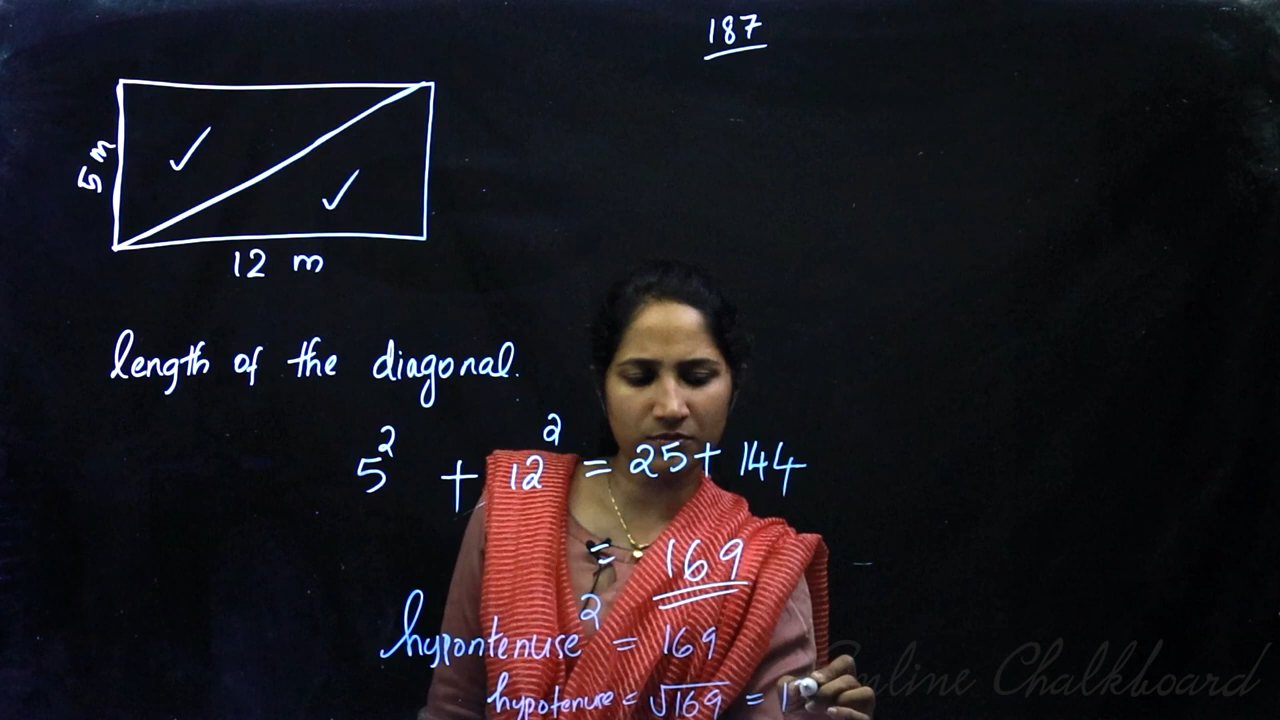 187
5 m
12 m
length of the diagonal.
5² + 12² = 25 + 144
= 169
hypontenuse² = 169
hypotenuse = √169 = 1
Online Chalkboard